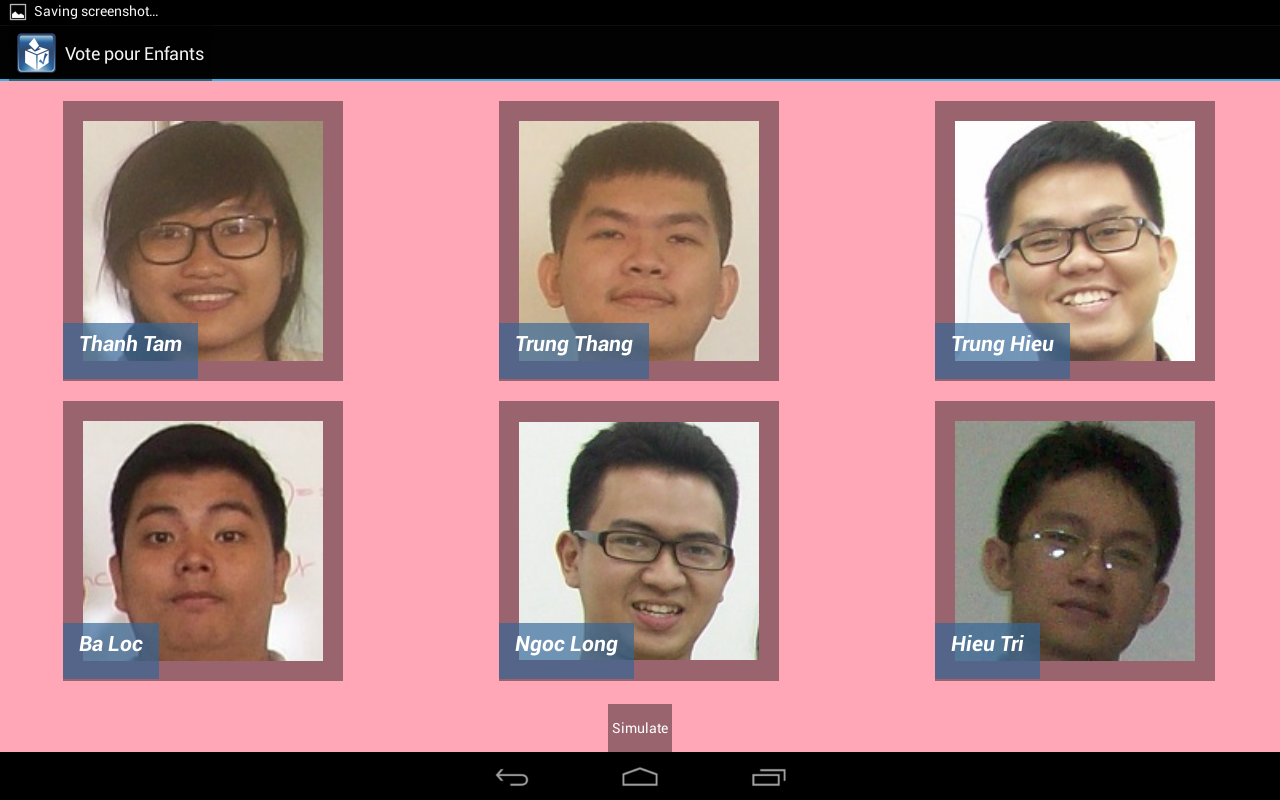 Saving screenshot...
Vote pour Enfants
Thanh Tam
Trung Thang
Trung Hieu
Ba Loc
Ngoc Long
Hieu Tri
Simulate